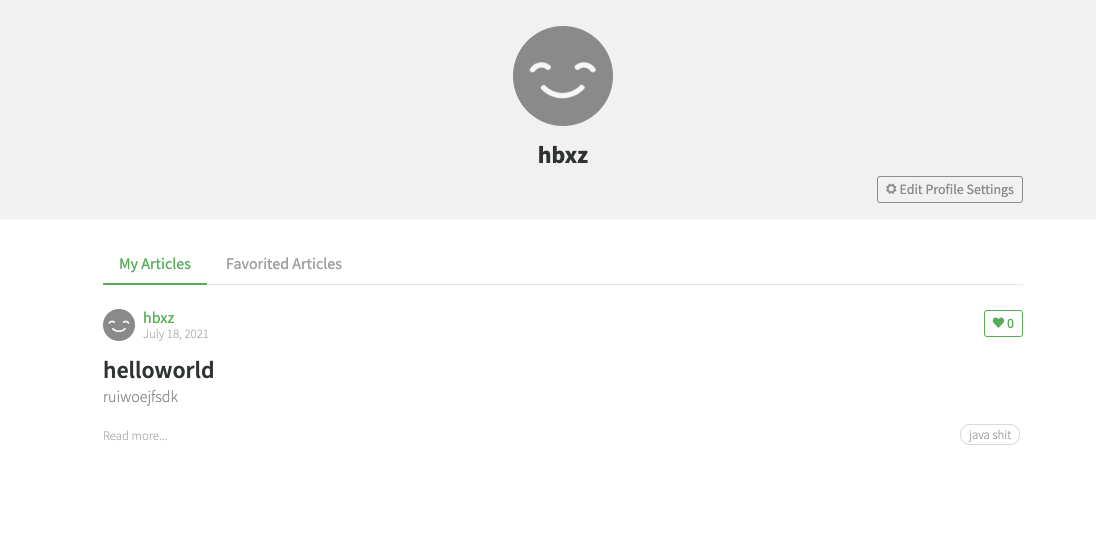 hbxz
Edit Profile Settings
My Articles Favorited Articles
hbxz
July 18, 2021
0
helloworld
ruiwoejfsdk
Read more...
java shit